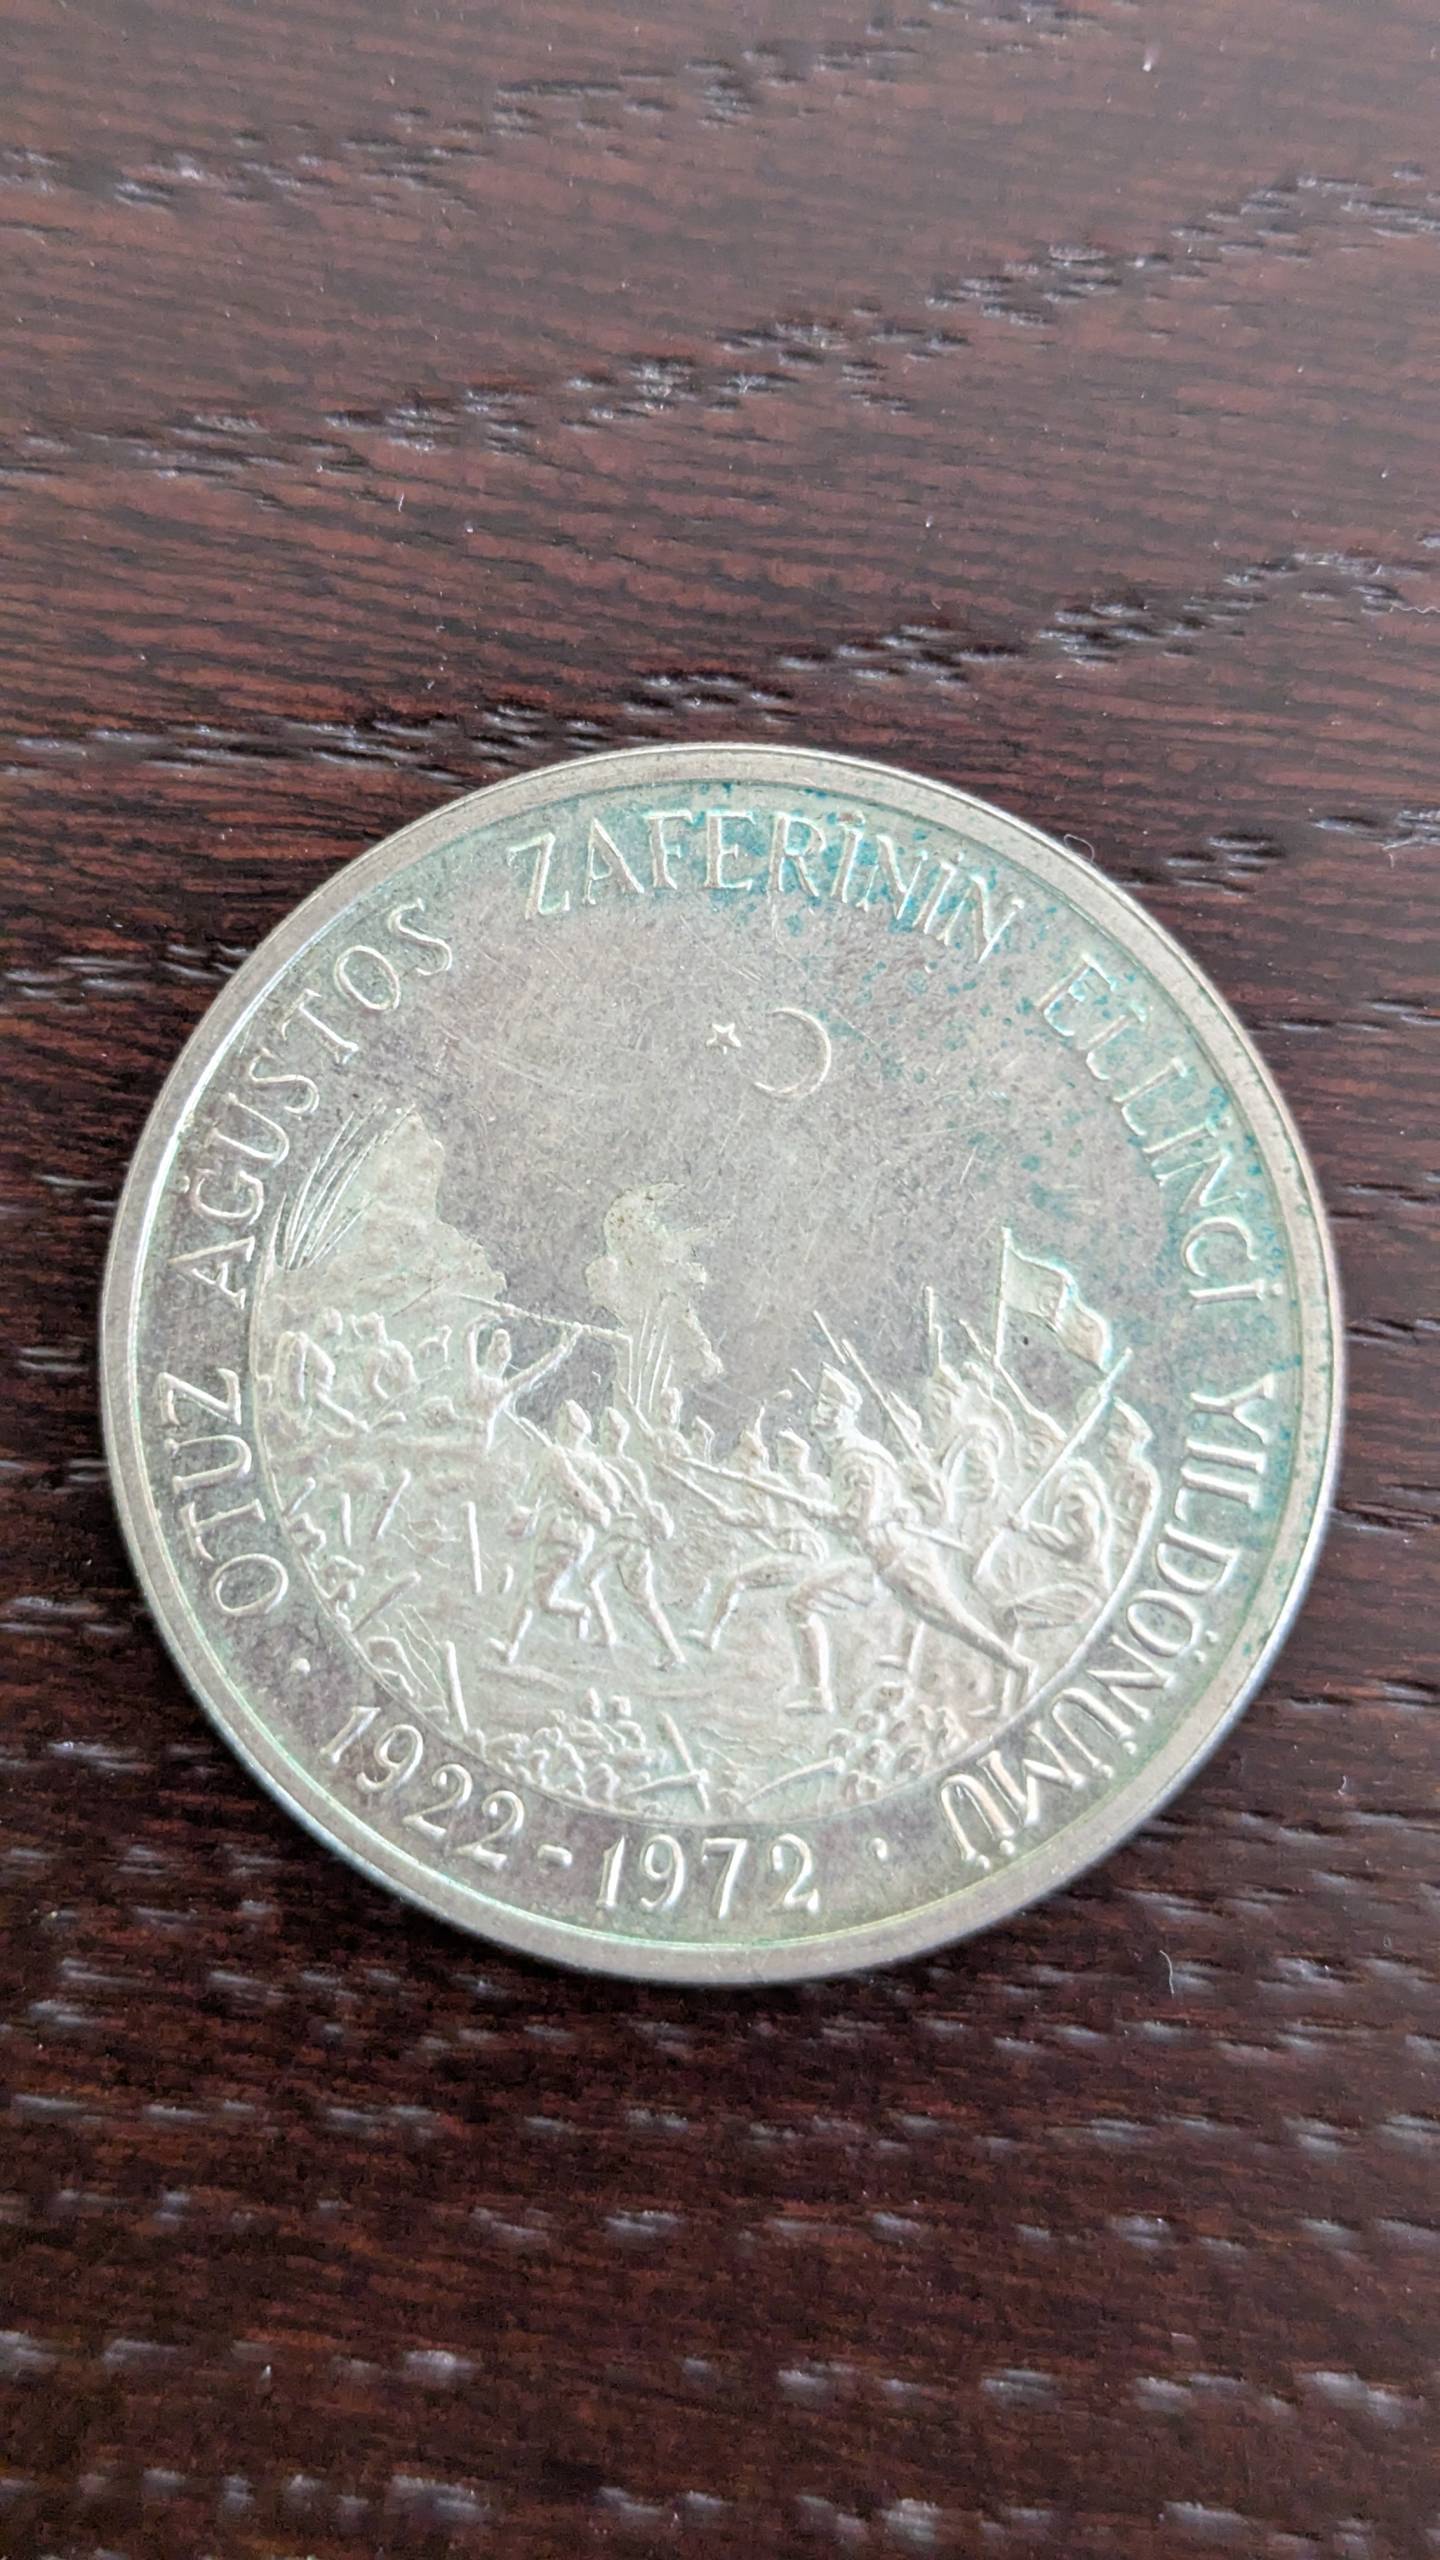 OTUZ AĞUSTOS ZAFERİNİN ELLİNCİ YILDÖNÜMÜ
• 1922-1972 •